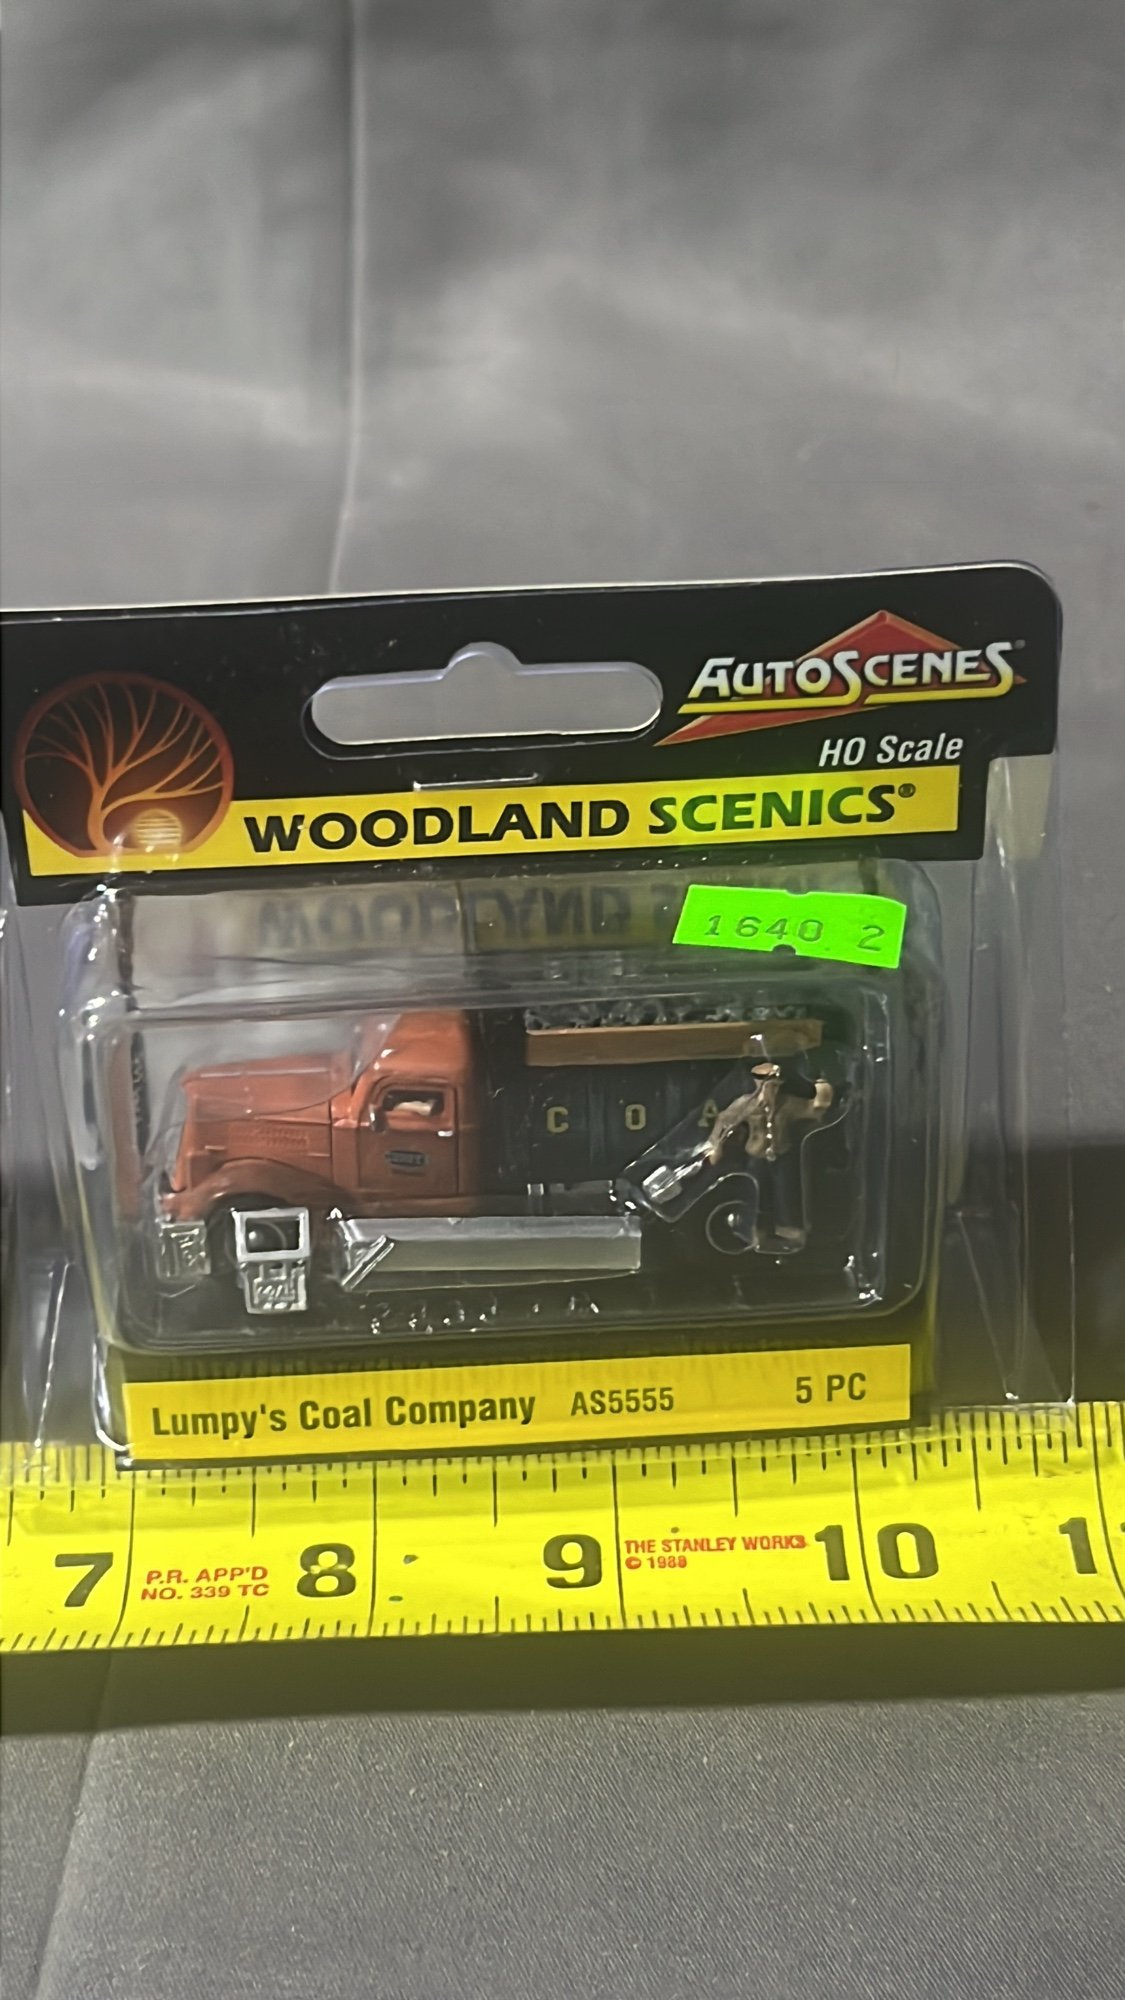 AUTOSCENES®
HO Scale
WOODLAND SCENICS®
1640 2
C O A
Lumpy's Coal Company AS5555 5 PC
7 8 9 10 1
P.R. APP'D
NO. 339 TC
THE STANLEY WORKS
© 1988